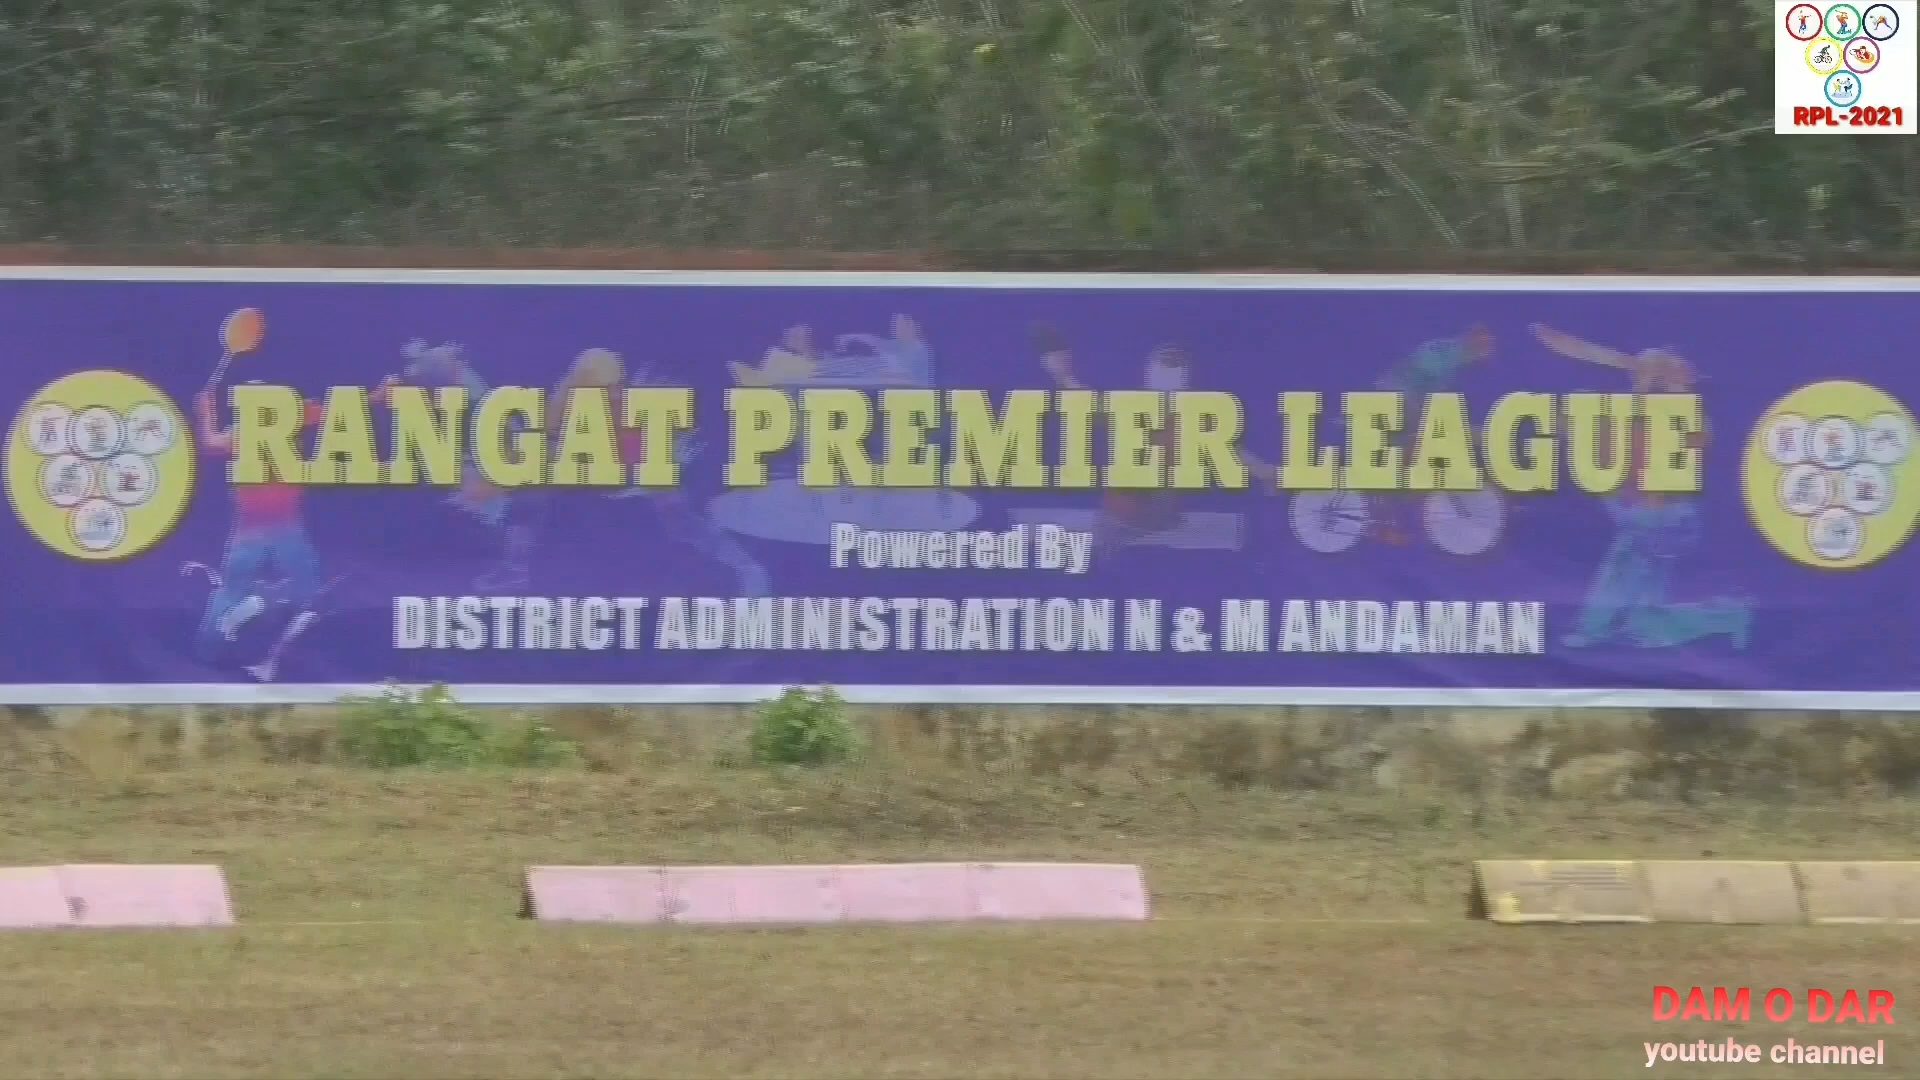 RPL-2021
RANGAT PREMIER LEAGUE
Powered By
DISTRICT ADMINISTRATION N & M ANDAMAN
DAM O DAR
youtube channel